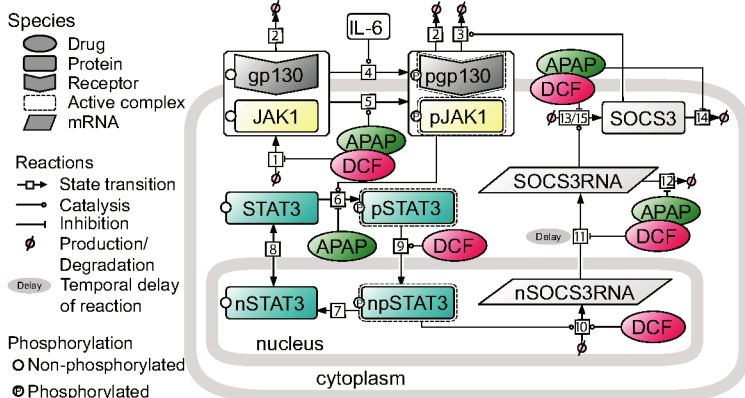 Species
Drug
Protein
Receptor
Active complex
mRNA
Reactions
State transition
Catalysis
Inhibition
Production/
Degradation
Delay
Temporal delay
of reaction
Phosphorylation
Non-phosphorylated
P
Phosphorylated
2
IL-6
2
3
gp130
4
P
pgp130
JAK1
5
pJAK1
1
APAP
DCF
STAT3
6
P
pSTAT3
APAP
8
9
DCF
nSTAT3
7
P
npSTAT3
nucleus
cytoplasm
APAP
DCF
13/15
SOCS3
14
SOCS3RNA
12
APAP
DCF
Delay
11
nSOCS3RNA
10
DCF